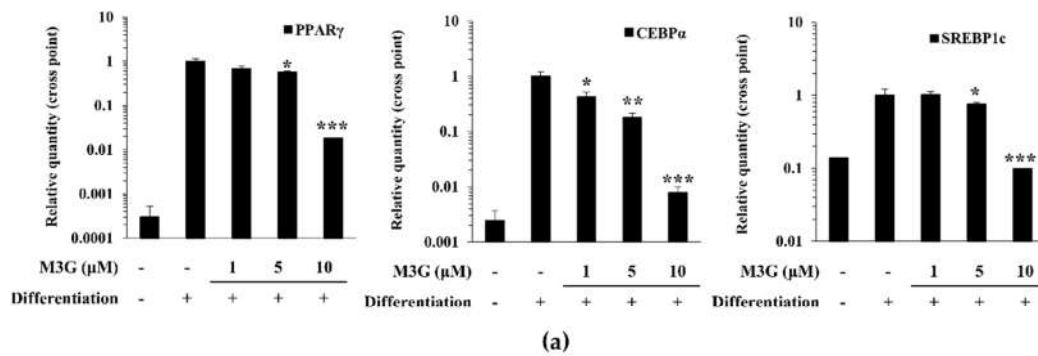 PPARγ
Relative quantity (cross point)
10
1
0.1
0.01
0.001
0.0001
*
***
M3G (μM) - - 1 5 10
Differentiation - + + + +
CEBPα
Relative quantity (cross point)
10
1
0.1
0.01
0.001
*
**
***
- - 1 5 10
Differentiation - + + + +
SREBP1c
Relative quantity (cross point)
10
1
0.1
0.01
*
***
M3G (μM) - - 1 5 10
Differentiation - + + + +
(a)